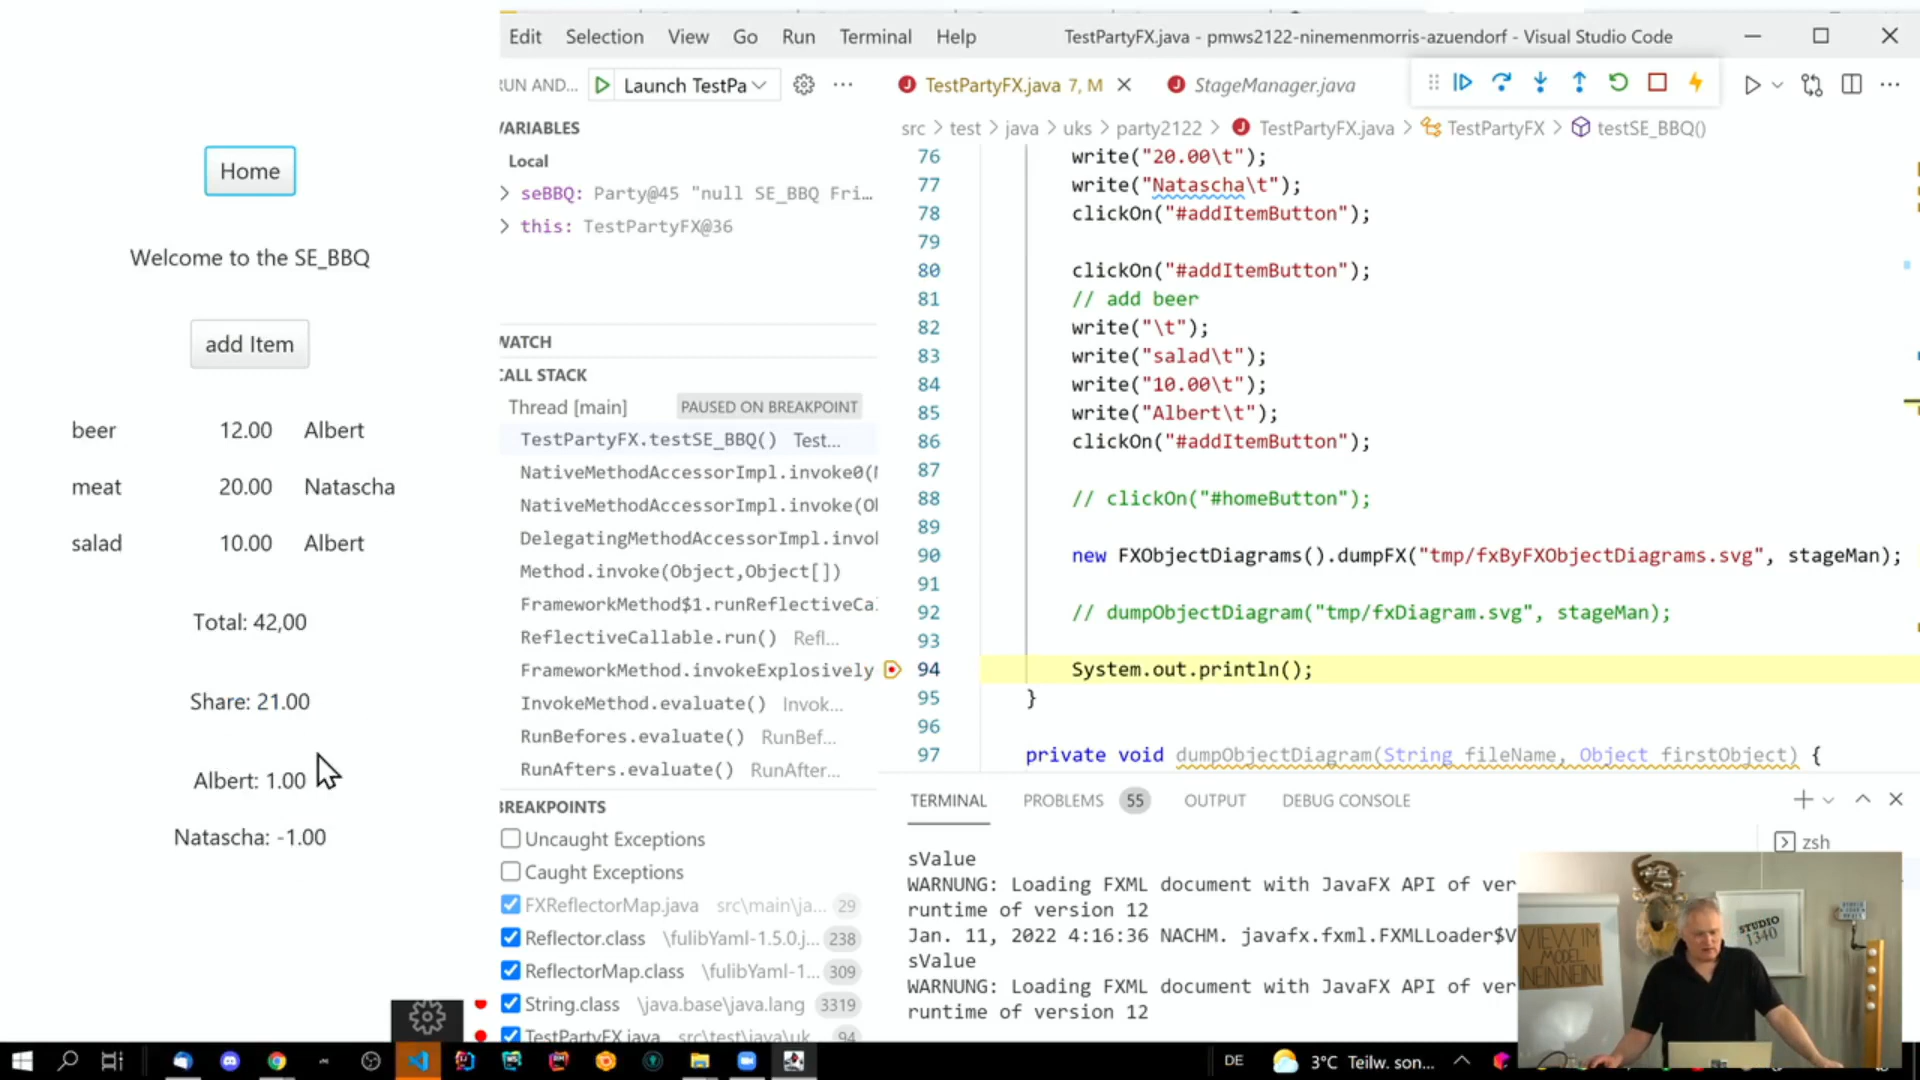 Edit Selection View Go Run Terminal Help
TestPartyFX.java - pmws2122-ninemenmorris-azuendorf - Visual Studio Code
RUN AND...
Launch TestPa
TestPartyFX.java 7, M
StageManager.java
src > test > java > uks > party2122 > TestPartyFX.java > TestPartyFX > testSE_BBQ()
Home
Welcome to the SE_BBQ
add Item
beer 12.00 Albert
meat 20.00 Natascha
salad 10.00 Albert
Total: 42,00
Share: 21.00
Albert: 1.00
Natascha: -1.00
VARIABLES
Local
seBBQ: Party@45 "null SE_BBQ Fri...
this: TestPartyFX@36
WATCH
CALL STACK
Thread [main] PAUSED ON BREAKPOINT
TestPartyFX.testSE_BBQ() Test...
NativeMethodAccessorImpl.invoke0(
NativeMethodAccessorImpl.invoke(Ob
DelegatingMethodAccessorImpl.invo
Method.invoke(Object,Object[])
FrameworkMethod$1.runReflectiveCa
ReflectiveCallable.run() Refl...
FrameworkMethod.invokeExplosively
InvokeMethod.evaluate() Invok...
RunBefores.evaluate() RunBef...
RunAfters.evaluate() RunAfter...
BREAKPOINTS
Uncaught Exceptions
Caught Exceptions
FXReflectorMap.java src\main\ja... 29
Reflector.class \fulibYaml-1.5.0.j... 238
ReflectorMap.class \fulibYaml-1... 309
String.class \java.base\java.lang 3319
TestPartyFX.java src\test\java\uk... 94
76 write("20.00\t");
77 write("Natascha\t");
78 clickOn("#addItemButton");
79
80 clickOn("#addItemButton");
81 // add beer
82 write("\t");
83 write("salad\t");
84 write("10.00\t");
85 write("Albert\t");
86 clickOn("#addItemButton");
87
88 // clickOn("#homeButton");
89
90 new FXObjectDiagrams().dumpFX("tmp/fxByFXObjectDiagrams.svg", stageMan);
91
92 // dumpObjectDiagram("tmp/fxDiagram.svg", stageMan);
93
94 System.out.println();
95 }
96
97 private void dumpObjectDiagram(String fileName, Object firstObject) {
TERMINAL PROBLEMS 55 OUTPUT DEBUG CONSOLE
zsh
sValue
WARNUNG: Loading FXML document with JavaFX API of ver
runtime of version 12
Jan. 11, 2022 4:16:36 NACHM. javafx.fxml.FXMLLoader$V
sValue
WARNUNG: Loading FXML document with JavaFX API of ver
runtime of version 12
VIEW IM
MODEL
NEINNEIN!
STUDIO
1340
DE
3°C Teilw. son...